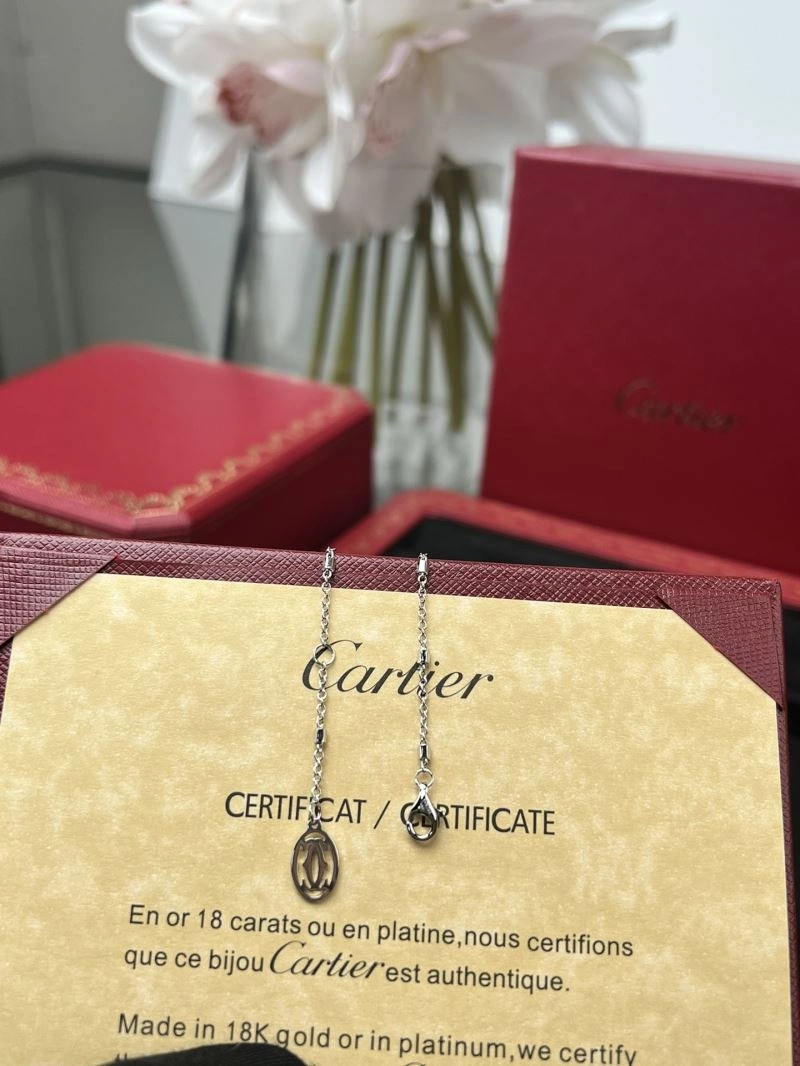 Cartier
Cartier
CERTIFICAT / CERTIFICATE
En or 18 carats ou en platine,nous certifions
que ce bijou Cartier est authentique.
Made in 18K gold or in platinum,we certify